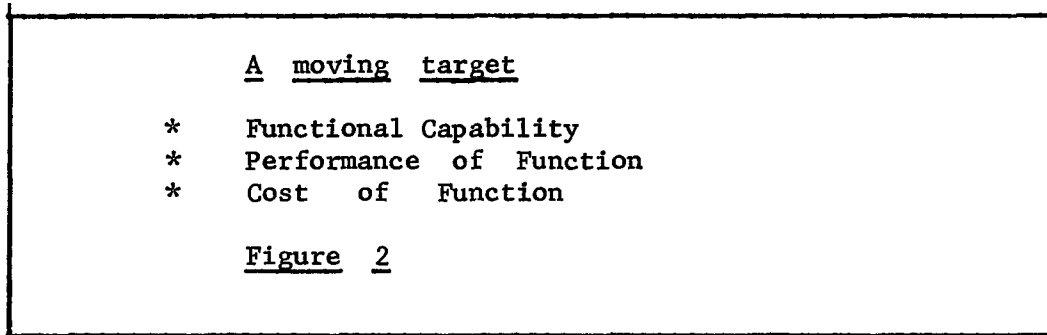 A moving target
* Functional Capability
* Performance of Function
* Cost of Function
Figure 2